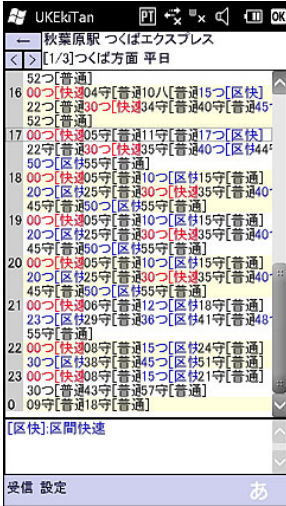 UKEkiTan PT OK
← 秋葉原駅 つくばエクスプレス
< > [1/3]つくば方面 平日
52つ[普通]
16 00つ[快速04守[普通10八[普通15つ[区快]
22つ[普通30つ[快速34守[普通40守[普通45
52つ[普通]
17 00つ[快速05守[普通11守[普通17つ[区快]
22守[普通30つ[快速35守[普通40つ[区快44
50つ[区快55守[普通]
18 00つ[快速05守[普通10つ[区快15守[普通]
20つ[区快25守[普通30つ[快速35守[普通40
45守[普通50つ[区快55守[普通]
19 00つ[快速05守[普通10つ[区快15守[普通]
20つ[区快25守[普通30つ[快速35守[普通40
45守[普通50つ[区快55守[普通]
20 00つ[快速05守[普通10つ[区快15守[普通]
20つ[区快25守[普通30つ[快速35守[普通40
45守[普通50つ[区快55守[普通]
21 00つ[快速06守[普通12つ[区快18守[普通]
23つ[区快29守[普通36つ[区快41守[普通48
55守[普通]
22 00つ[快速08守[普通15つ[区快24守[普通]
30つ[区快38守[普通45つ[区快51守[普通]
23 00つ[快速08守[普通15つ[区快21守[普通]
30つ[普通43守[普通57守[普通]
0 09守[普通18守[普通]
[区快]:区間快速
受信 設定 あ